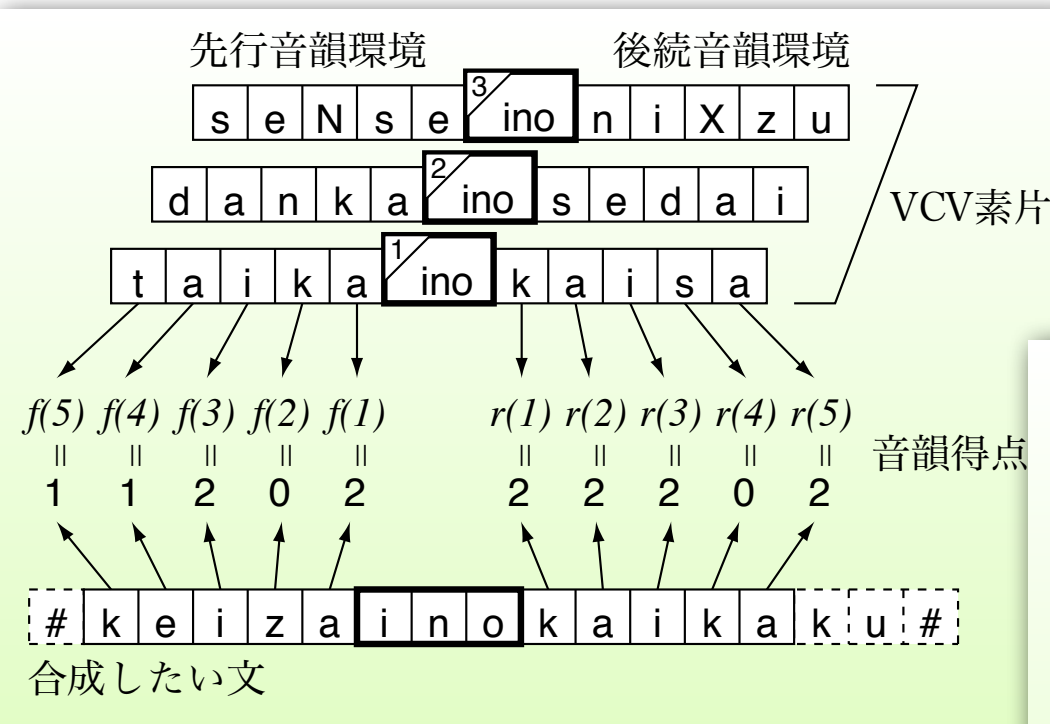 先行音韻環境 後続音韻環境
s e N s e 3 ino n i X z u
d a n k a 2 ino s e d a i
VCV素片
t a i k a 1 ino k a i s a
f(5) f(4) f(3) f(2) f(1) r(1) r(2) r(3) r(4) r(5)
= = = = = = = = = =
音韻得点
1 1 2 0 2 2 2 2 0 2
# k e i z a i n o k a i k a k u #
合成したい文